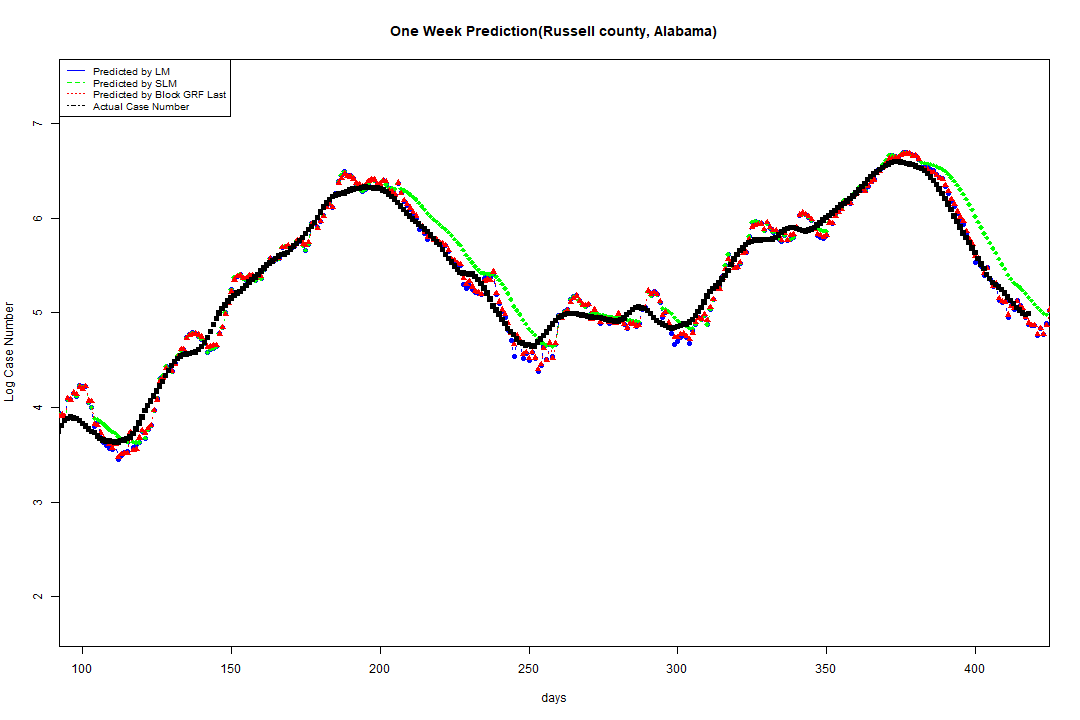 One Week Prediction(Russell county, Alabama)
Predicted by LM
Predicted by SLM
Predicted by Block GRF Last
Actual Case Number
7
6
5
4
3
2
Log Case Number
100 150 200 250 300 350 400
days